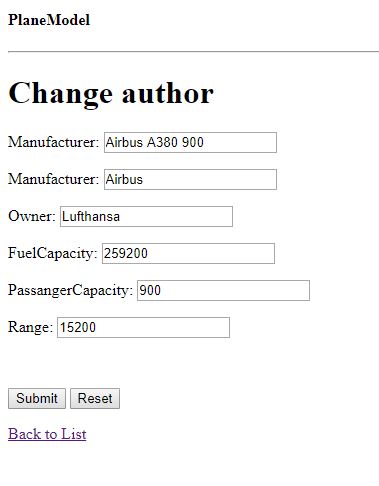 PlaneModel
Change author
Manufacturer: Airbus A380 900
Manufacturer: Airbus
Owner: Lufthansa
FuelCapacity: 259200
PassangerCapacity: 900
Range: 15200
Submit Reset
Back to List